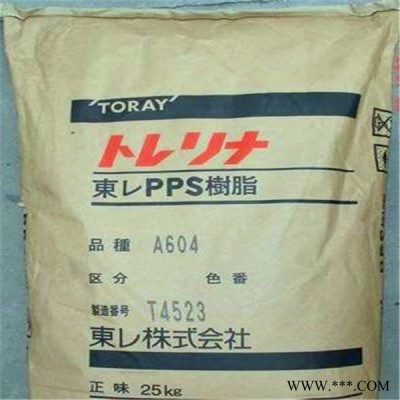 TORAY
トレリナ
東レPPS樹脂
品種 A604
区分 色番
製造番号 T4523
東レ株式会社
正味 25kg
WWW.***.COM